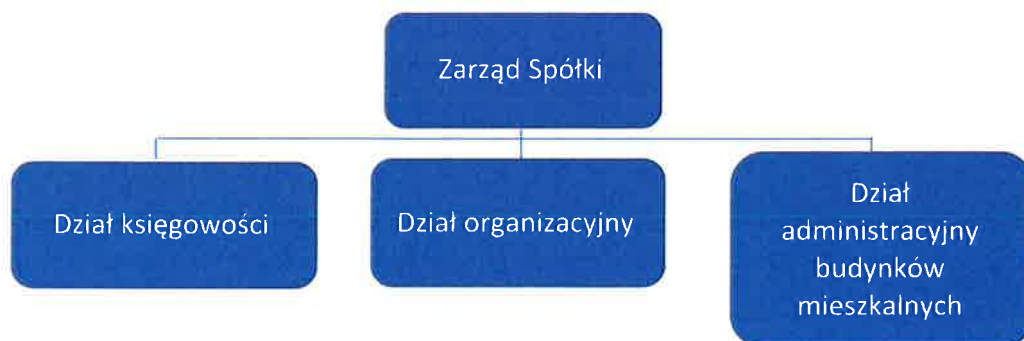 Zarząd Spółki
Dział księgowości
Dział organizacyjny
Dział
administracyjny
budynków
mieszkalnych